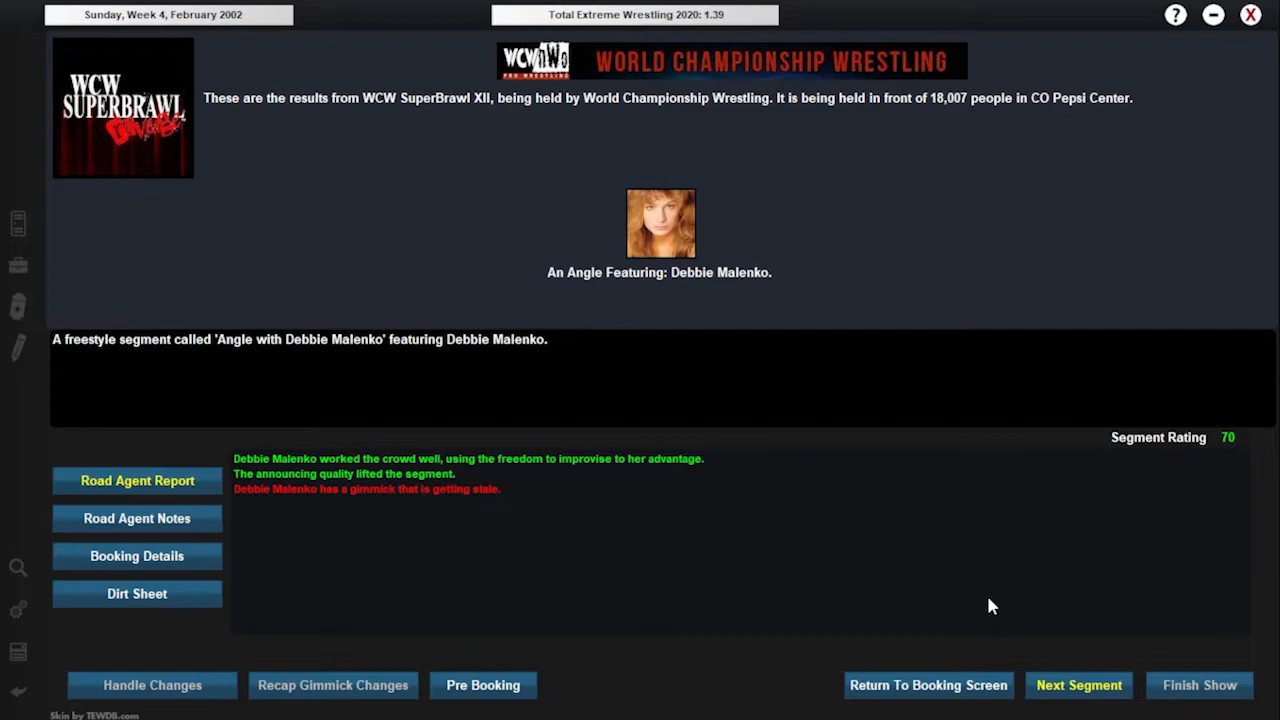 Sunday, Week 4, February 2002
Total Extreme Wrestling 2020: 1.39
WCW
SUPERBRAWL
Revenge
WCW nWo
PRO WRESTLING
WORLD CHAMPIONSHIP WRESTLING
These are the results from WCW SuperBrawl XII, being held by World Championship Wrestling. It is being held in front of 18,007 people in CO Pepsi Center.
An Angle Featuring: Debbie Malenko.
A freestyle segment called 'Angle with Debbie Malenko' featuring Debbie Malenko.
Segment Rating 70
Debbie Malenko worked the crowd well, using the freedom to improvise to her advantage.
The announcing quality lifted the segment.
Debbie Malenko has a gimmick that is getting stale.
Road Agent Report
Road Agent Notes
Booking Details
Dirt Sheet
Handle Changes
Recap Gimmick Changes
Pre Booking
Return To Booking Screen
Next Segment
Finish Show
Skin by TEWDB.com